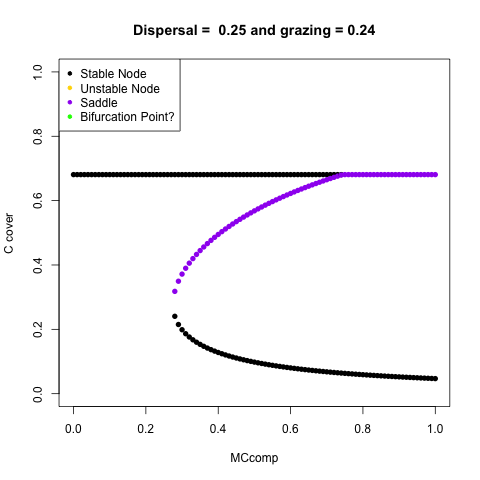 Dispersal =  0.25 and grazing = 0.24
Stable Node
Unstable Node
Saddle
Bifurcation Point?
C cover
1.0
0.8
0.6
0.4
0.2
0.0
0.0 0.2 0.4 0.6 0.8 1.0
MCcomp